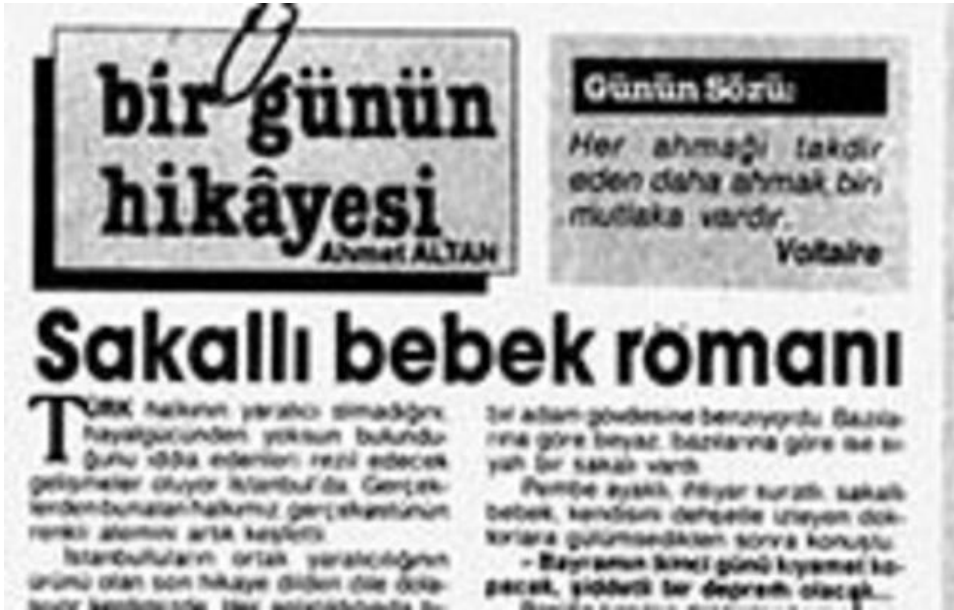 bir günün
hikâyesi
Ahmet ALTAN
Günün Sözü:
Her ahmağı takdir
eden daha ahmak biri
mutlaka vardır.
Voltaire
Sakallı bebek romanı
TÜRK halkının yaratıcı olmadığını,
hayalgücünden yoksun bulundu-
ğunu iddia edenleri rezil edecek
gelişmeler oluyor İstanbul'da. Gerçek-
lerden bunalan halkımız, gerçeküstünün
renkli alemini artık keşfetti.
İstanbulluların ortak yaratıcılığının
ürünü olan son hikaye dilden dile dola-
bir adam gövdesine benziyordu. Bazıla-
rına göre beyaz, bazılarına göre ise si-
yah bir sakalı vardı.
Pembe ayaklı, ihtiyar suratlı, sakallı
bebek, kendisini dehşetle izleyen dok-
torlara gülümsedikten sonra konuştu:
- Bayramın ikinci günü kıyamet ko-
pacak, şiddetli bir deprem olacak...